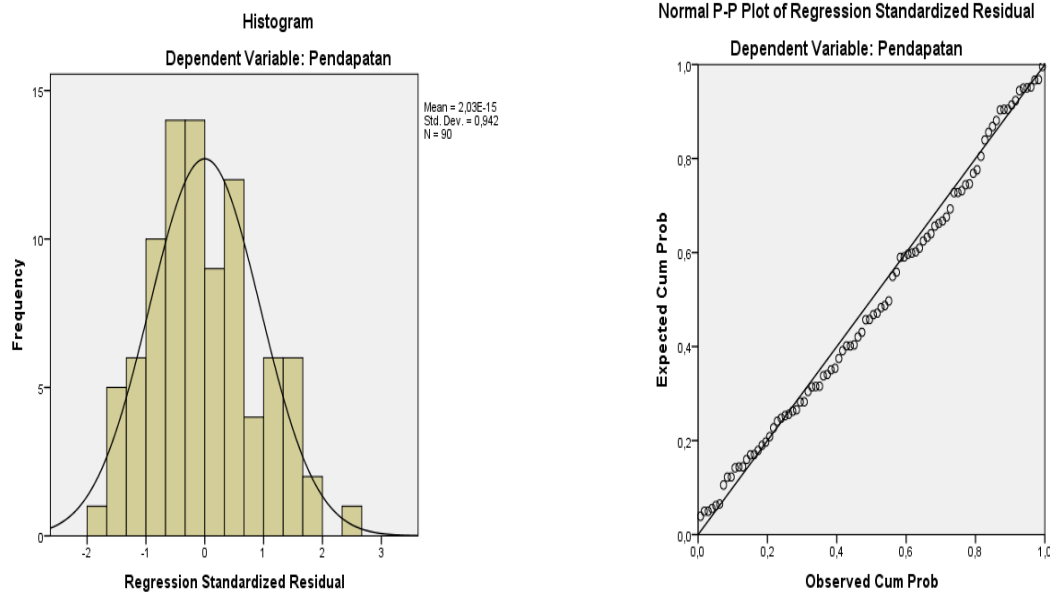 Histogram
Dependent Variable: Pendapatan
Mean = 2,03E-15
Std. Dev. = 0,942
N = 90
15
10
5
0
Frequency
-2
-1
0
1
2
3
Regression Standardized Residual
Normal P-P Plot of Regression Standardized Residual
Dependent Variable: Pendapatan
1,0
0,8
0,6
0,4
0,2
0,0
Expected Cum Prob
0,0
0,2
0,4
0,6
0,8
1,0
Observed Cum Prob